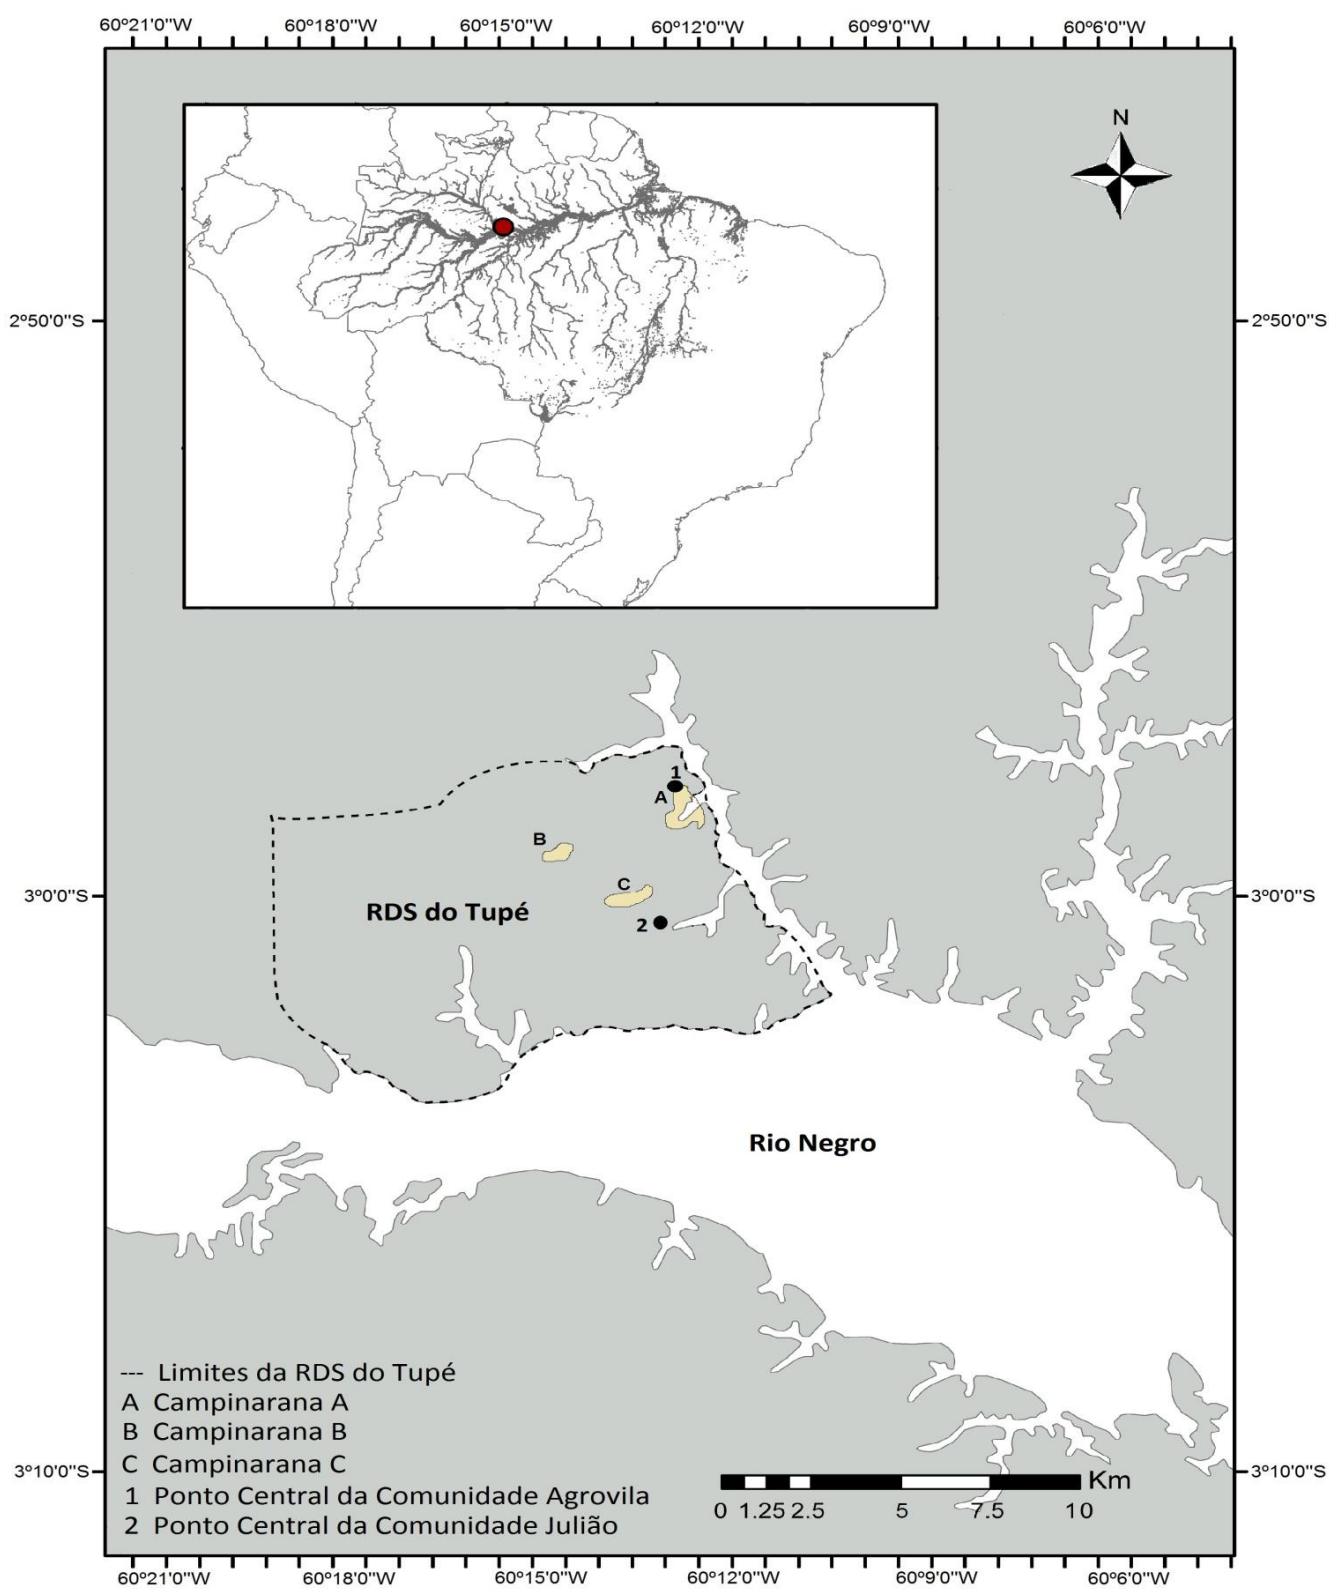 60°21'0"W 60°18'0"W 60°15'0"W 60°12'0"W 60°9'0"W 60°6'0"W
N
2°50'0"S 2°50'0"S
1
A
B
C
3°0'0"S 3°0'0"S
RDS do Tupé
2
Rio Negro
--- Limites da RDS do Tupé
A Campinarana A
B Campinarana B
C Campinarana C
3°10'0"S 3°10'0"S
Km
1 Ponto Central da Comunidade Agrovila
0 1.25 2.5 5 7.5 10
2 Ponto Central da Comunidade Julião
60°21'0"W 60°18'0"W 60°15'0"W 60°12'0"W 60°9'0"W 60°6'0"W